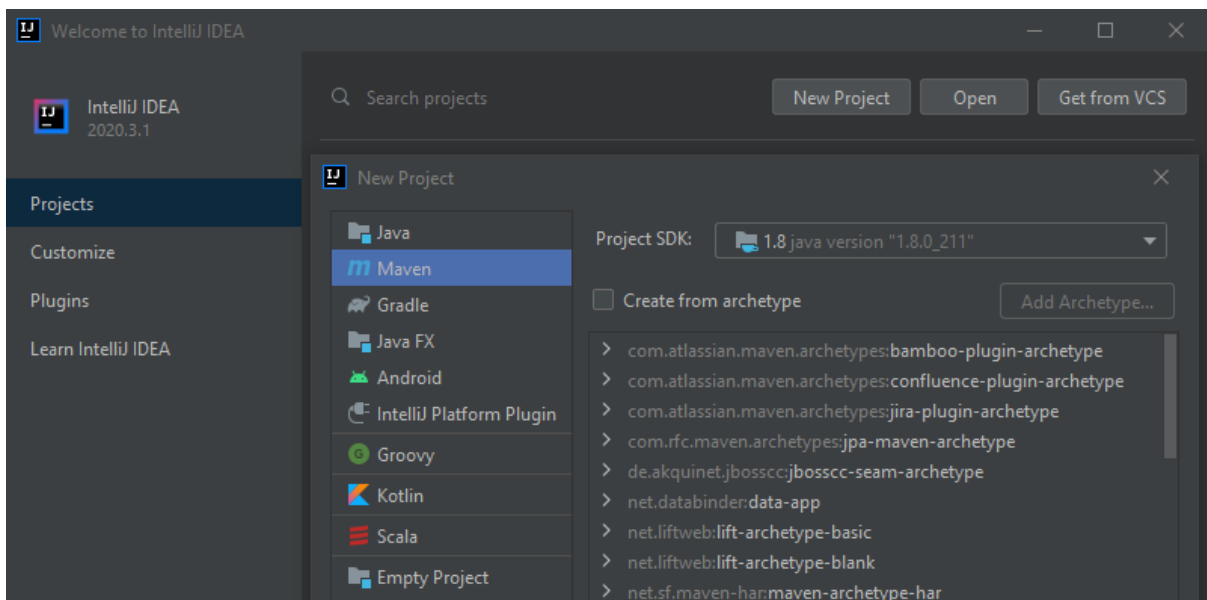 Welcome to IntelliJ IDEA
IntelliJ IDEA
2020.3.1
Search projects
New Project
Open
Get from VCS
Projects
Customize
Plugins
Learn IntelliJ IDEA
New Project
Java
Maven
Gradle
Java FX
Android
IntelliJ Platform Plugin
Groovy
Kotlin
Scala
Empty Project
Project SDK: 1.8 java version "1.8.0_211"
Create from archetype
Add Archetype...
com.atlassian.maven.archetypes:bamboo-plugin-archetype
com.atlassian.maven.archetypes:confluence-plugin-archetype
com.atlassian.maven.archetypes:jira-plugin-archetype
com.rfc.maven.archetypes:jpa-maven-archetype
de.akquinet.jbosscc:jbosscc-seam-archetype
net.databinder:data-app
net.liftweb:lift-archetype-basic
net.liftweb:lift-archetype-blank
net.sf.maven-har:maven-archetype-har